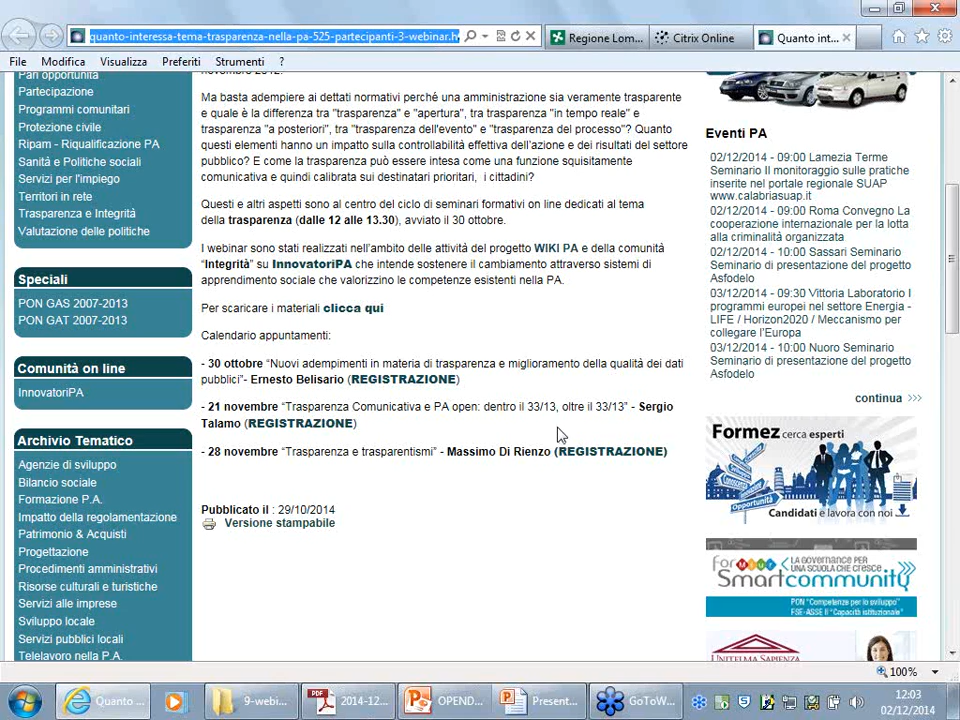 quanto-interessa-tema-trasparenza-nella-pa-525-partecipanti-3-webinar.h
Regione Lom...
Citrix Online
Quanto int...
File Modifica Visualizza Preferiti Strumenti ?
Pari opportunità
Partecipazione
Programmi comunitari
Protezione civile
Ripam - Riqualificazione PA
Sanità e Politiche sociali
Servizi per l'impiego
Territori in rete
Trasparenza e Integrità
Valutazione delle politiche
Speciali
PON GAS 2007-2013
PON GAT 2007-2013
Comunità on line
InnovatoriPA
Archivio Tematico
Agenzie di sviluppo
Bilancio sociale
Formazione P.A.
Impatto della regolamentazione
Patrimonio & Acquisti
Progettazione
Procedimenti amministrativi
Risorse culturali e turistiche
Servizi alle imprese
Sviluppo locale
Servizi pubblici locali
Telelavoro nella P.A.
novembre 2012.
Ma basta adempiere ai dettati normativi perché una amministrazione sia veramente trasparente
e quale è la differenza tra "trasparenza" e "apertura", tra trasparenza "in tempo reale" e
trasparenza "a posteriori", tra "trasparenza dell'evento" e "trasparenza del processo"? Quanto
questi elementi hanno un impatto sulla controllabilità effettiva dell'azione e dei risultati del settore
pubblico? E come la trasparenza può essere intesa come una funzione squisitamente
comunicativa e quindi calibrata sui destinatari prioritari, i cittadini?
Questi e altri aspetti sono al centro del ciclo di seminari formativi on line dedicati al tema
della trasparenza (dalle 12 alle 13.30), avviato il 30 ottobre.
I webinar sono stati realizzati nell'ambito delle attività del progetto WIKI PA e della comunità
“Integrità” su InnovatoriPA che intende sostenere il cambiamento attraverso sistemi di
apprendimento sociale che valorizzino le competenze esistenti nella PA.
Per scaricare i materiali clicca qui
Calendario appuntamenti:
- 30 ottobre “Nuovi adempimenti in materia di trasparenza e miglioramento della qualità dei dati
pubblici”- Ernesto Belisario (REGISTRAZIONE)
- 21 novembre “Trasparenza Comunicativa e PA open: dentro il 33/13, oltre il 33/13” - Sergio
Talamo (REGISTRAZIONE)
- 28 novembre “Trasparenza e trasparentismi” - Massimo Di Rienzo (REGISTRAZIONE)
Pubblicato il : 29/10/2014
Versione stampabile
Eventi PA
02/12/2014 - 09:00 Lamezia Terme
Seminario Il monitoraggio sulle pratiche
inserite nel portale regionale SUAP
www.calabriasuap.it
02/12/2014 - 09:00 Roma Convegno La
cooperazione internazionale per la lotta
alla criminalità organizzata
02/12/2014 - 10:00 Sassari Seminario
Seminario di presentazione del progetto
Asfodelo
03/12/2014 - 09:30 Vittoria Laboratorio I
programmi europei nel settore Energia -
LIFE / Horizon2020 / Meccanismo per
collegare l'Europa
03/12/2014 - 10:00 Nuoro Seminario
Seminario di presentazione del progetto
Asfodelo
continua >>>
Formez cerca esperti
Candidati e lavora con noi
For
Smartcommunity
LA GOVERNANCE PER
UNA SCUOLA CHE CRESCE
PON "Competenze per lo sviluppo"
FSE-ASSE II "Capacità istituzionale"
UNITELMA SAPIENZA
100%
Quanto ...
9-webi...
2014-12...
OPEND...
Present...
GoToW...
12:03
02/12/2014